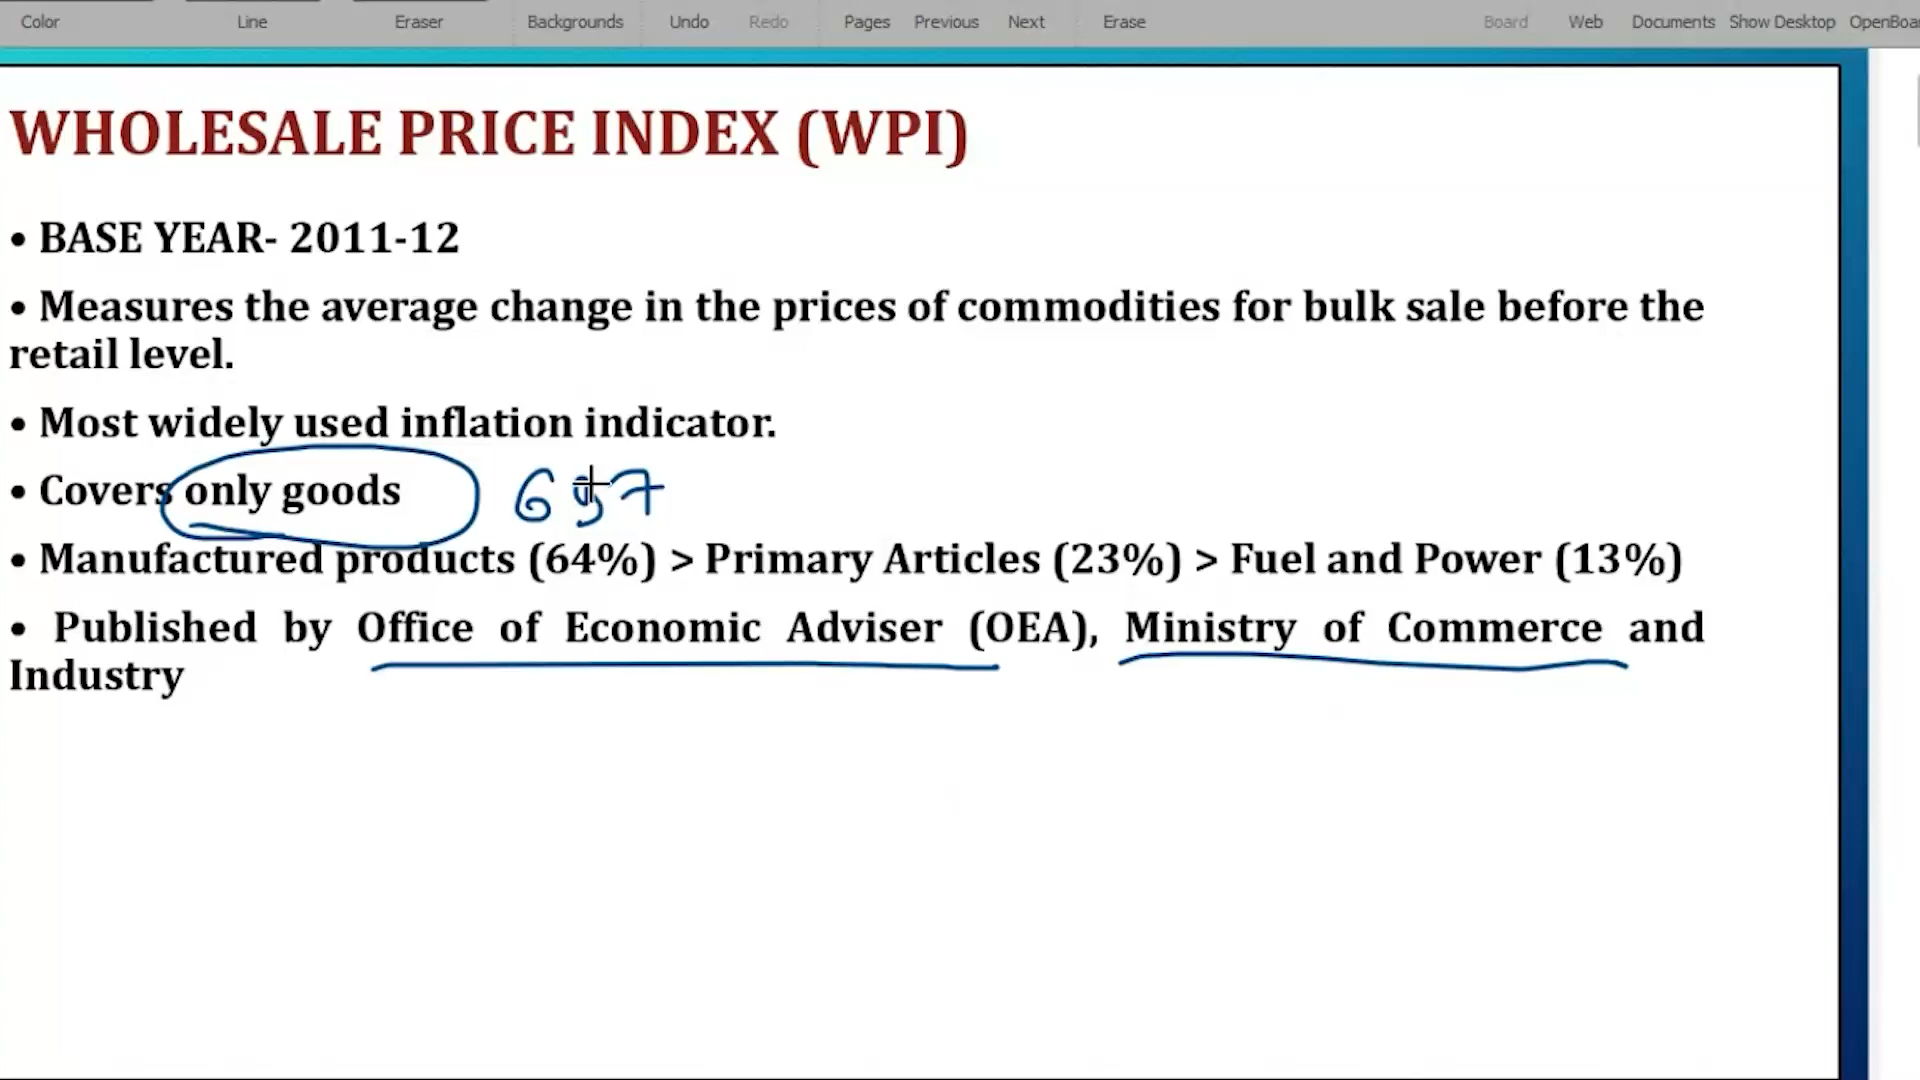 Color Line Eraser Backgrounds Undo Redo Pages Previous Next Erase Board Web Documents Show Desktop OpenBoar
WHOLESALE PRICE INDEX (WPI)
• BASE YEAR- 2011-12
• Measures the average change in the prices of commodities for bulk sale before the
retail level.
• Most widely used inflation indicator.
• Covers only goods 697
• Manufactured products (64%) > Primary Articles (23%) > Fuel and Power (13%)
• Published by Office of Economic Adviser (OEA), Ministry of Commerce and
Industry